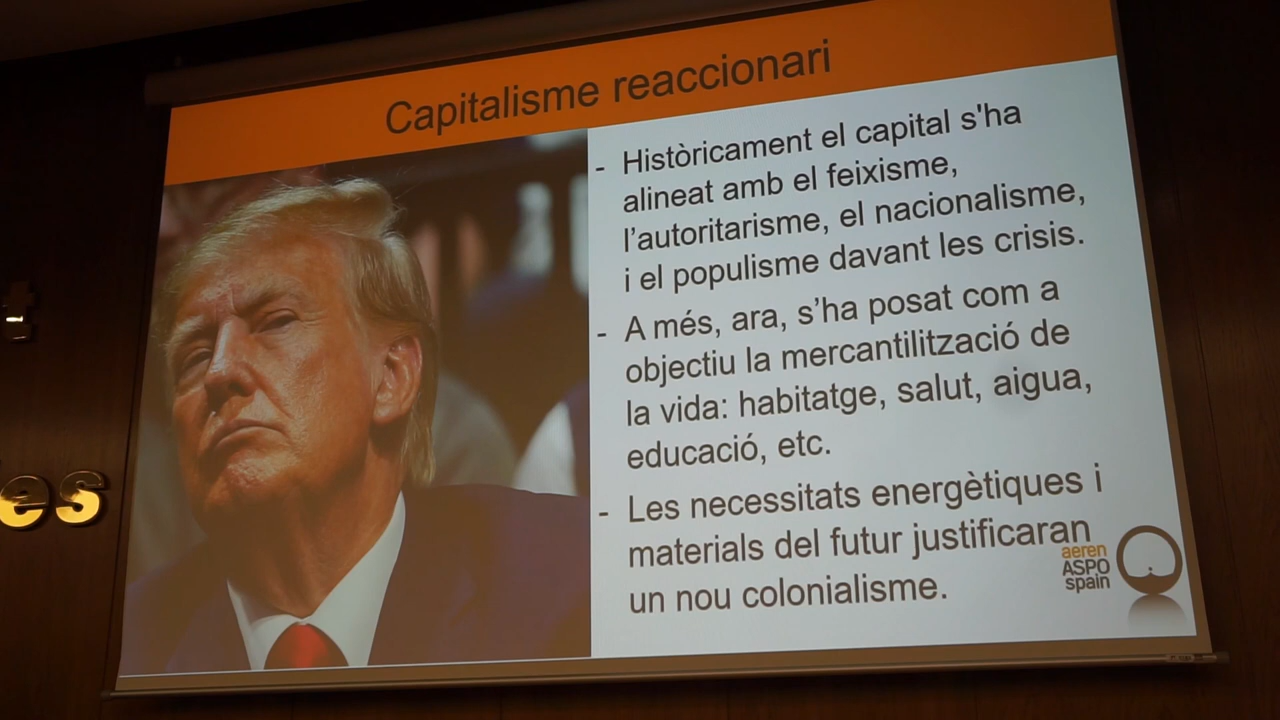 Capitalisme reaccionari
- Històricament el capital s'ha
alineat amb el feixisme,
l’autoritarisme, el nacionalisme,
i el populisme davant les crisis.
- A més, ara, s’ha posat com a
objectiu la mercantilització de
la vida: habitatge, salut, aigua,
educació, etc.
- Les necessitats energètiques i
materials del futur justificaran
un nou colonialisme.
aeren
ASPO
spain
es